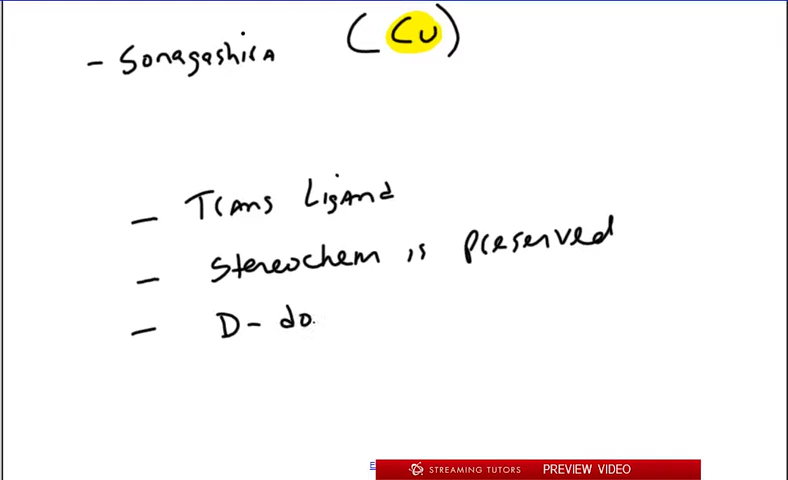 - Sonagashira (Cu)
- Trans Ligand
- Stereochem is preserved
- D- do
E
STREAMING TUTORS PREVIEW VIDEO